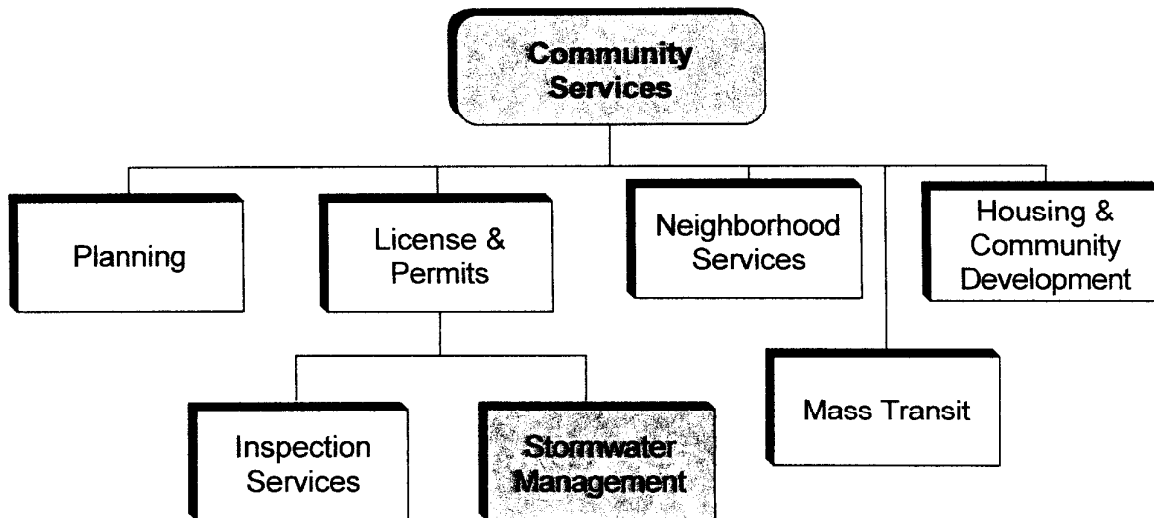 Community
Services
Planning
License &
Permits
Neighborhood
Services
Housing &
Community
Development
Inspection
Services
Stormwater
Management
Mass Transit